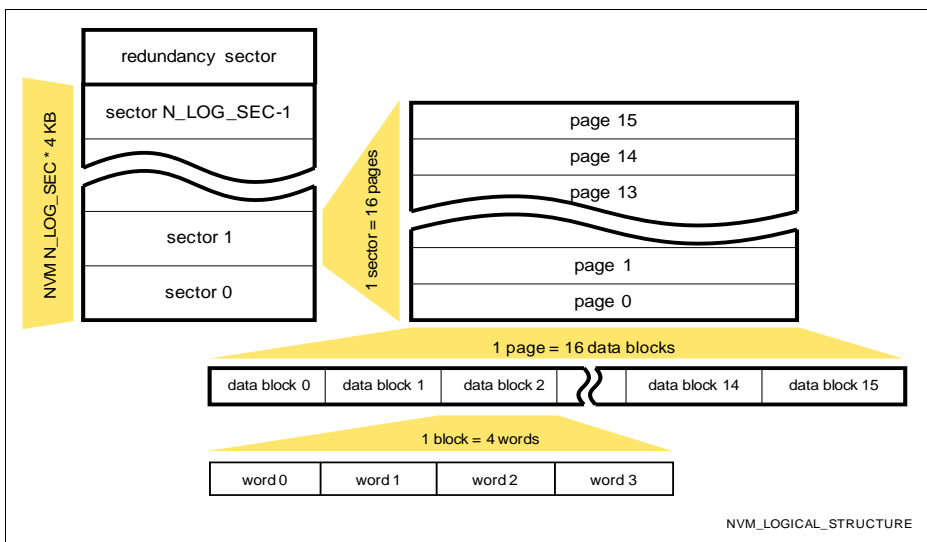 redundancy sector
sector N_LOG_SEC-1
sector 1
sector 0
NVM N_LOG_SEC * 4 KB
1 sector = 16 pages
page 15
page 14
page 13
page 1
page 0
1 page = 16 data blocks
data block 0 data block 1 data block 2 data block 14 data block 15
1 block = 4 words
word 0 word 1 word 2 word 3
NVM_LOGICAL_STRUCTURE